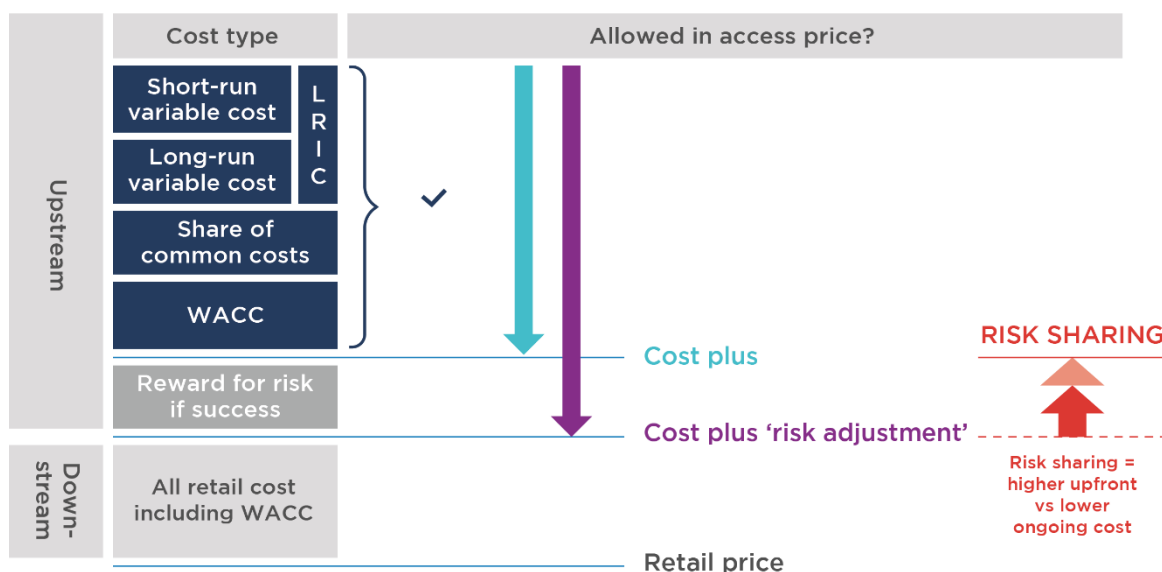 Cost type
Allowed in access price?
Upstream
Short-run
variable cost
Long-run
variable cost
L
R
I
C
Share of
common costs
WACC
✓
Cost plus
RISK SHARING
Reward for risk
if success
Cost plus ‘risk adjustment’
Risk sharing =
higher upfront
vs lower
ongoing cost
Down-
stream
All retail cost
including WACC
Retail price